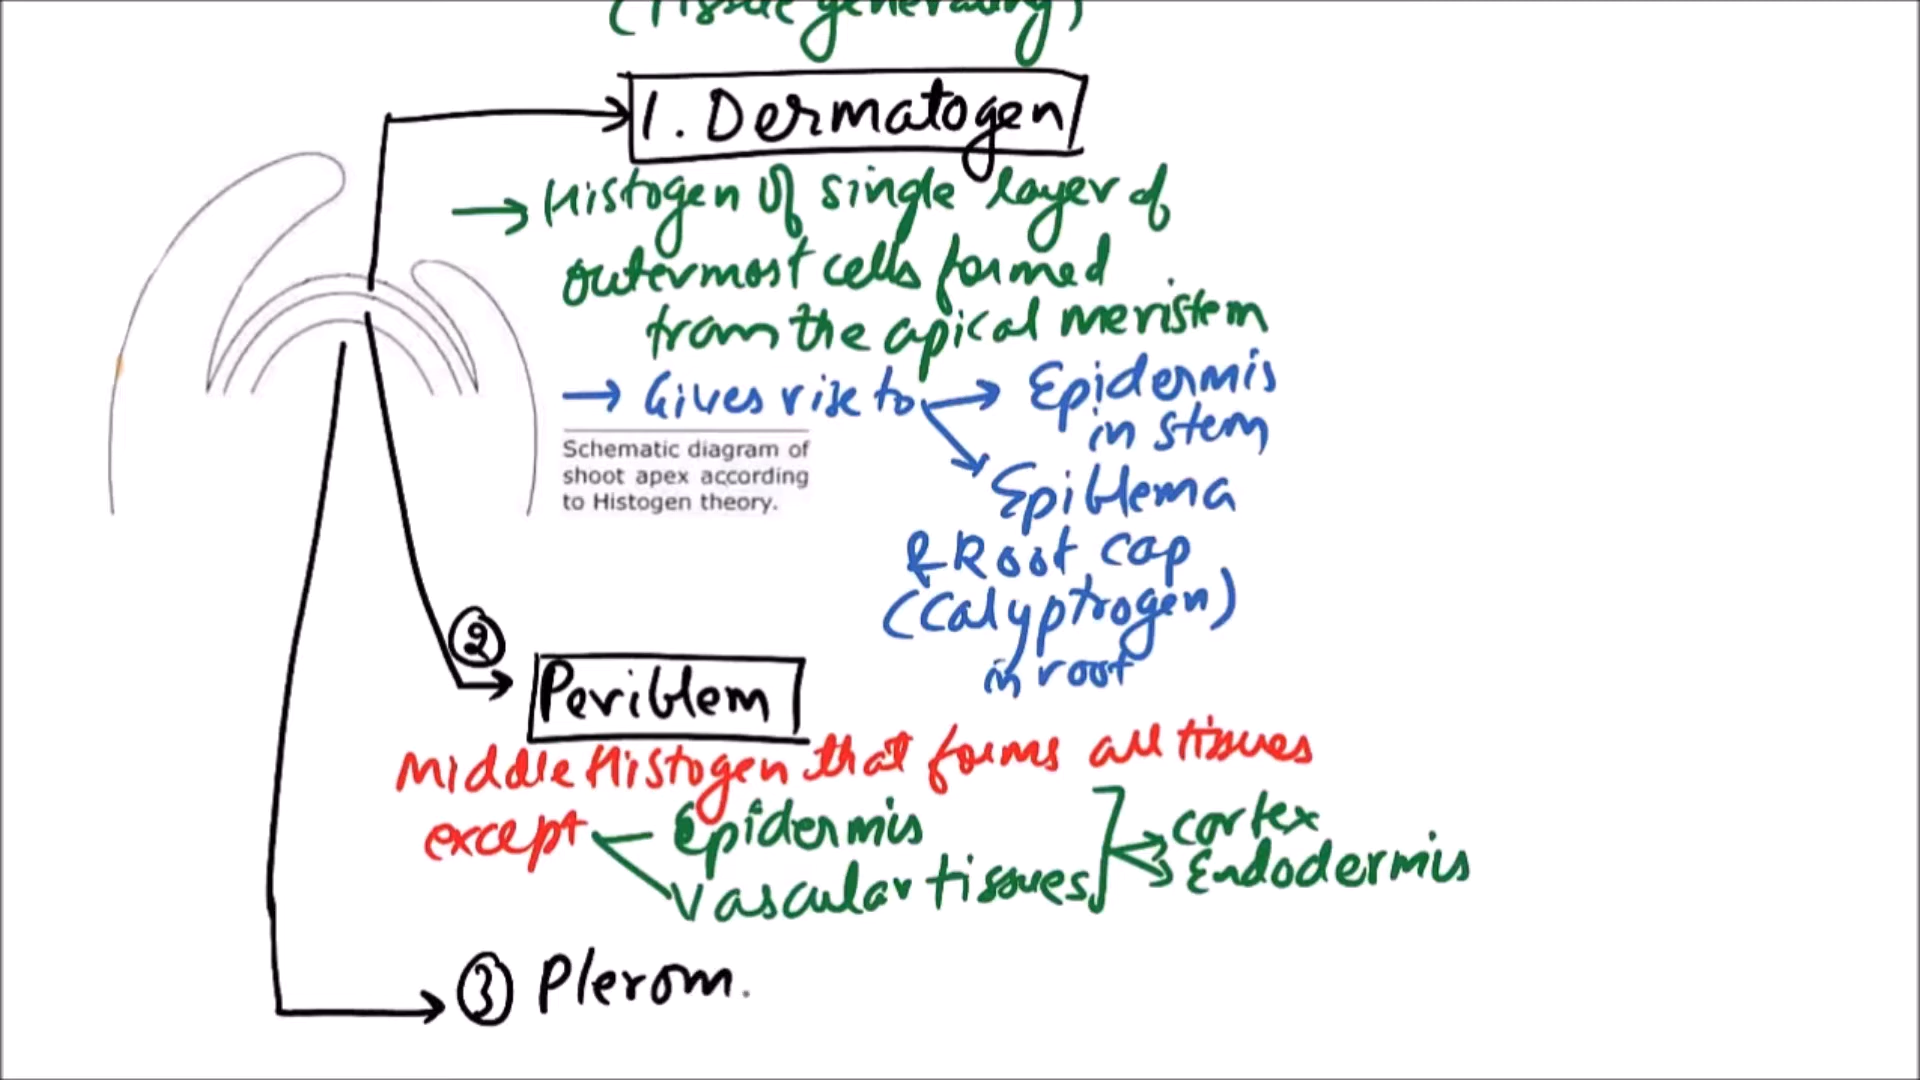 (Tissue generating)
1. Dermatogen
→ Histogen of single layer of
outermost cells formed
from the apical meristem
→ Gives rise to → Epidermis
in stem
Schematic diagram of
shoot apex according
to Histogen theory.
Epiblema
& Root cap
(Calyptrogen)
in root
2
Periblem
Middle Histogen that forms all tissues
except Epidermis
Vascular tissues
cortex
Endodermis
3 Plerom.